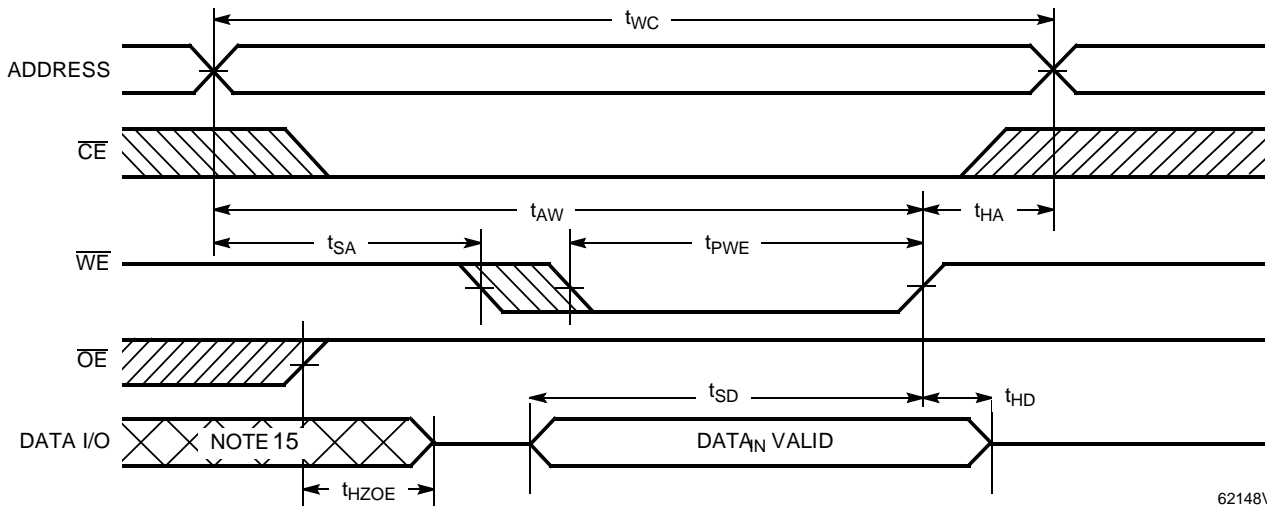 tWC
ADDRESS
CE
tAW
tHA
tSA
tPWE
WE
OE
tSD
tHD
DATA I/O
NOTE 15
DATAIN VALID
tHZOE
62148V